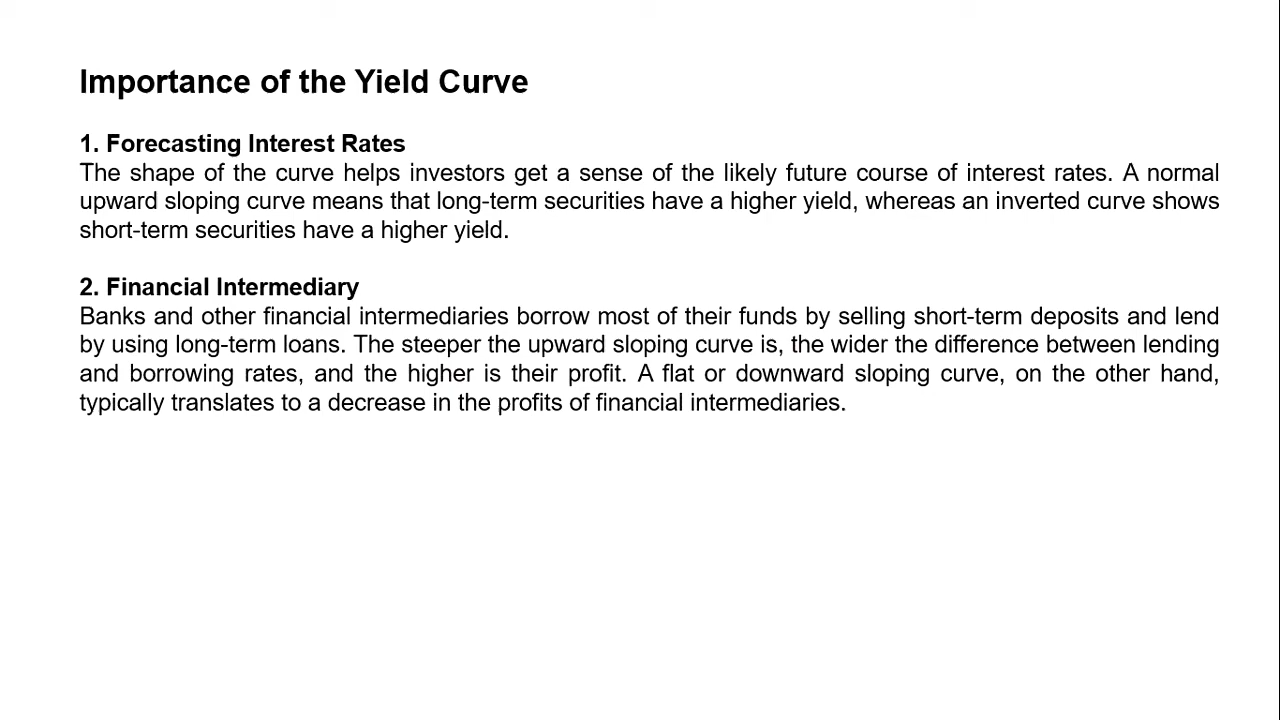 Importance of the Yield Curve
1. Forecasting Interest Rates
The shape of the curve helps investors get a sense of the likely future course of interest rates. A normal
upward sloping curve means that long-term securities have a higher yield, whereas an inverted curve shows
short-term securities have a higher yield.
2. Financial Intermediary
Banks and other financial intermediaries borrow most of their funds by selling short-term deposits and lend
by using long-term loans. The steeper the upward sloping curve is, the wider the difference between lending
and borrowing rates, and the higher is their profit. A flat or downward sloping curve, on the other hand,
typically translates to a decrease in the profits of financial intermediaries.